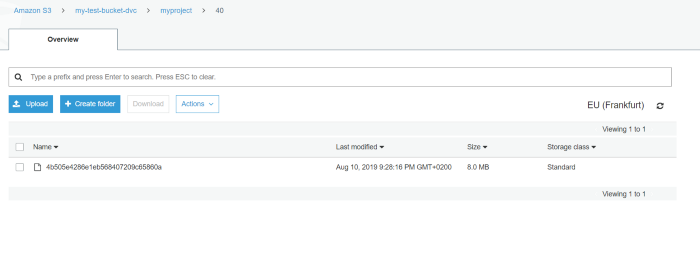 Amazon S3 > my-test-bucket-dvc > myproject > 40
Overview
Type a prefix and press Enter to search. Press ESC to clear.
Upload + Create folder Download Actions EU (Frankfurt)
Viewing 1 to 1
Name Last modified Size Storage class
4b505e4286e1eb568407209c65860a Aug 10, 2019 9:28:16 PM GMT+0200 8.0 MB Standard
Viewing 1 to 1